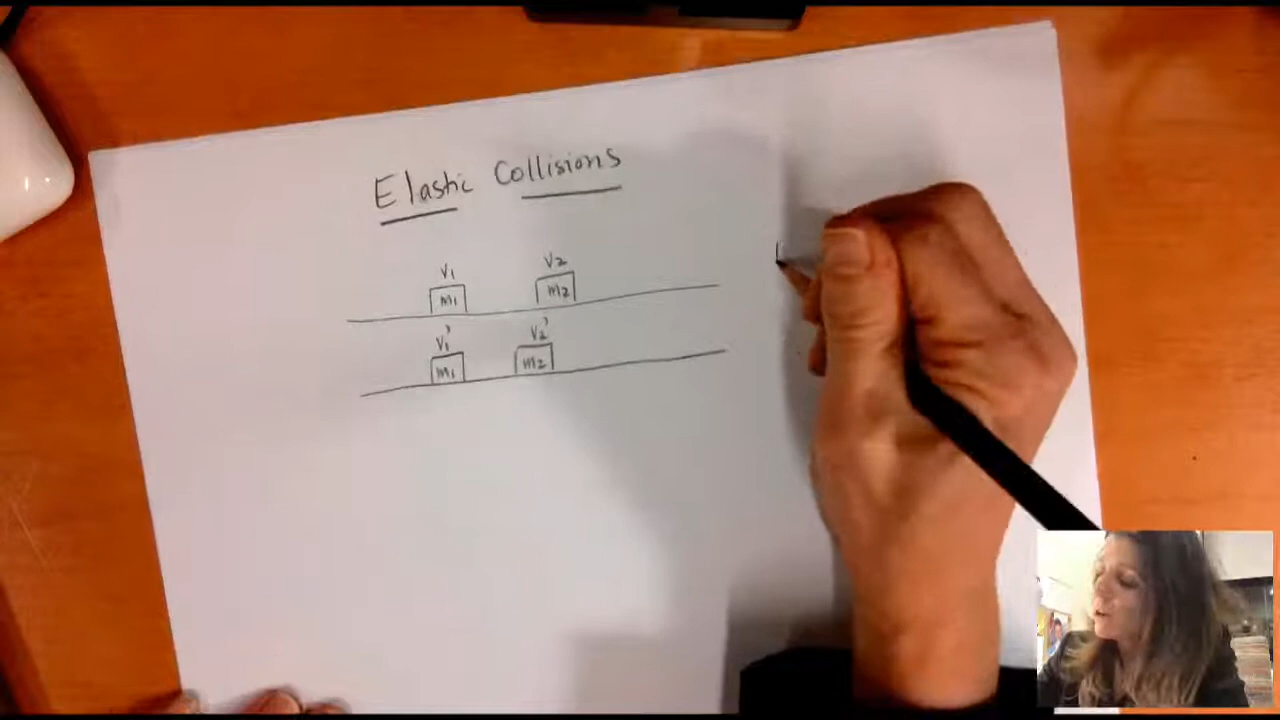 Elastic Collisions
V₁ V₂
m₁ m₂
V₁' V₂'
m₁ m₂